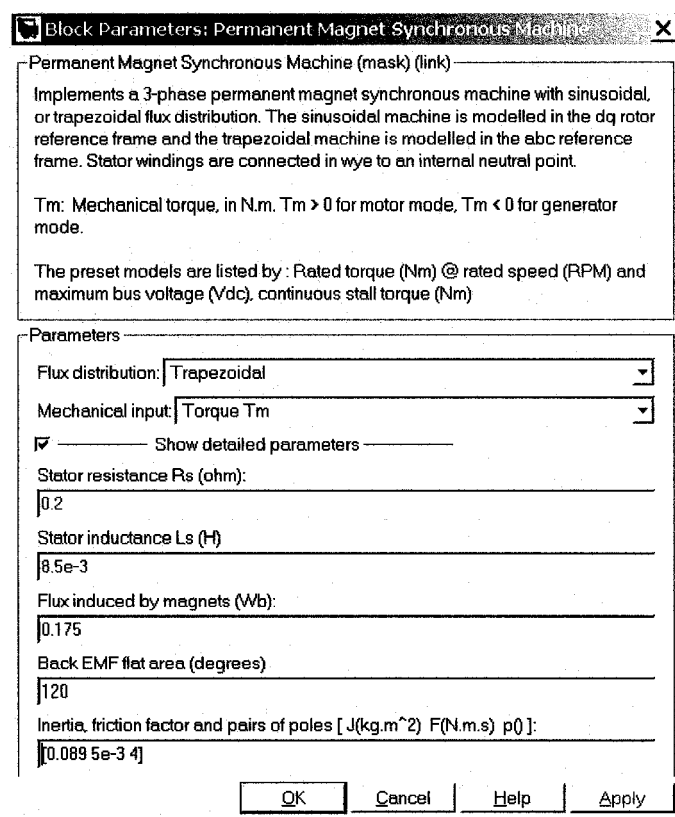 Block Parameters: Permanent Magnet Synchronous Machine
Permanent Magnet Synchronous Machine (mask) (link)
Implements a 3-phase permanent magnet synchronous machine with sinusoidal,
or trapezoidal flux distribution. The sinusoidal machine is modelled in the dq rotor
reference frame and the trapezoidal machine is modelled in the abc reference
frame. Stator windings are connected in wye to an internal neutral point.
Tm: Mechanical torque, in N.m. Tm > 0 for motor mode, Tm < 0 for generator
mode.
The preset models are listed by : Rated torque (Nm) @ rated speed (RPM) and
maximum bus voltage (Vdc), continuous stall torque (Nm)
Parameters
Flux distribution: Trapezoidal
Mechanical input: Torque Tm
Show detailed parameters
Stator resistance Rs (ohm):
0.2
Stator inductance Ls (H)
8.5e-3
Flux induced by magnets (Wb):
0.175
Back EMF flat area (degrees)
120
Inertia, friction factor and pairs of poles [ J(kg.m^2) F(N.m.s) p() ]:
[0.089 5e-3 4]
OK Cancel Help Apply